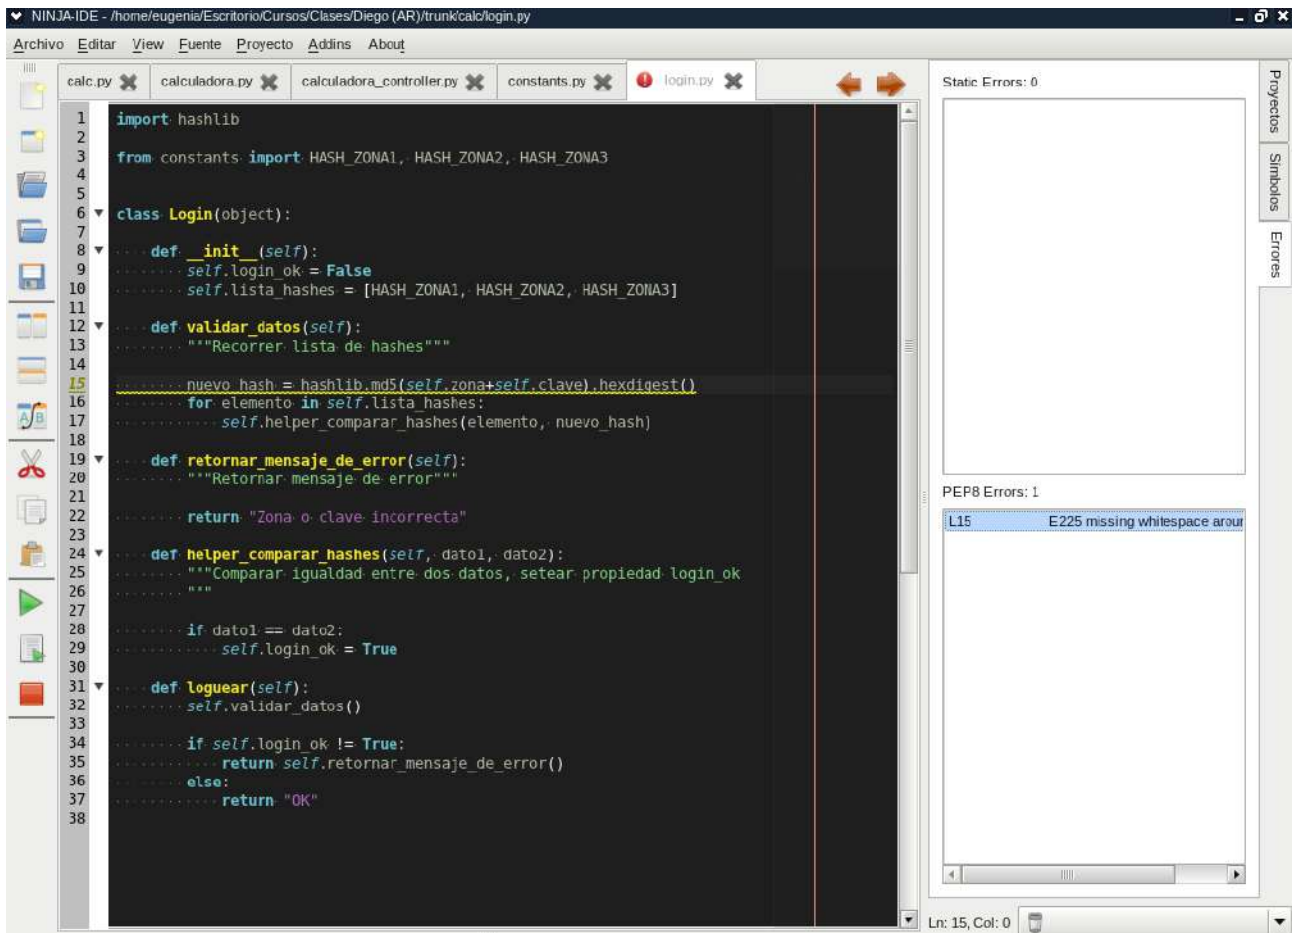 NINJA-IDE - /home/eugenia/Escritorio/Cursos/Clases/Diego (AR)/trunk/calc/login.py
Archivo Editar View Fuente Proyecto Addins About
calc.py calculadora.py calculadora_controller.py constants.py login.py
1 import hashlib
2
3 from constants import HASH_ZONA1, HASH_ZONA2, HASH_ZONA3
4
5
6 class Login(object):
7
8 def __init__(self):
9 self.login_ok = False
10 self.lista_hashes = [HASH_ZONA1, HASH_ZONA2, HASH_ZONA3]
11
12 def validar_datos(self):
13 """Recorrer lista de hashes"""
14
15 nuevo_hash = hashlib.md5(self.zona+self.clave).hexdigest()
16 for elemento in self.lista_hashes:
17 self.helper_comparar_hashes(elemento, nuevo_hash)
18
19 def retornar_mensaje_de_error(self):
20 """Retornar mensaje de error"""
21
22 return "Zona o clave incorrecta"
23
24 def helper_comparar_hashes(self, dato1, dato2):
25 """Comparar igualdad entre dos datos, setear propiedad login_ok
26 """
27
28 if dato1 == dato2:
29 self.login_ok = True
30
31 def loguear(self):
32 self.validar_datos()
33
34 if self.login_ok != True:
35 return self.retornar_mensaje_de_error()
36 else:
37 return "OK"
38
Static Errors: 0
PEP8 Errors: 1
L15 E225 missing whitespace arour
Proyectos
Símbolos
Errores
Ln: 15, Col: 0
A B